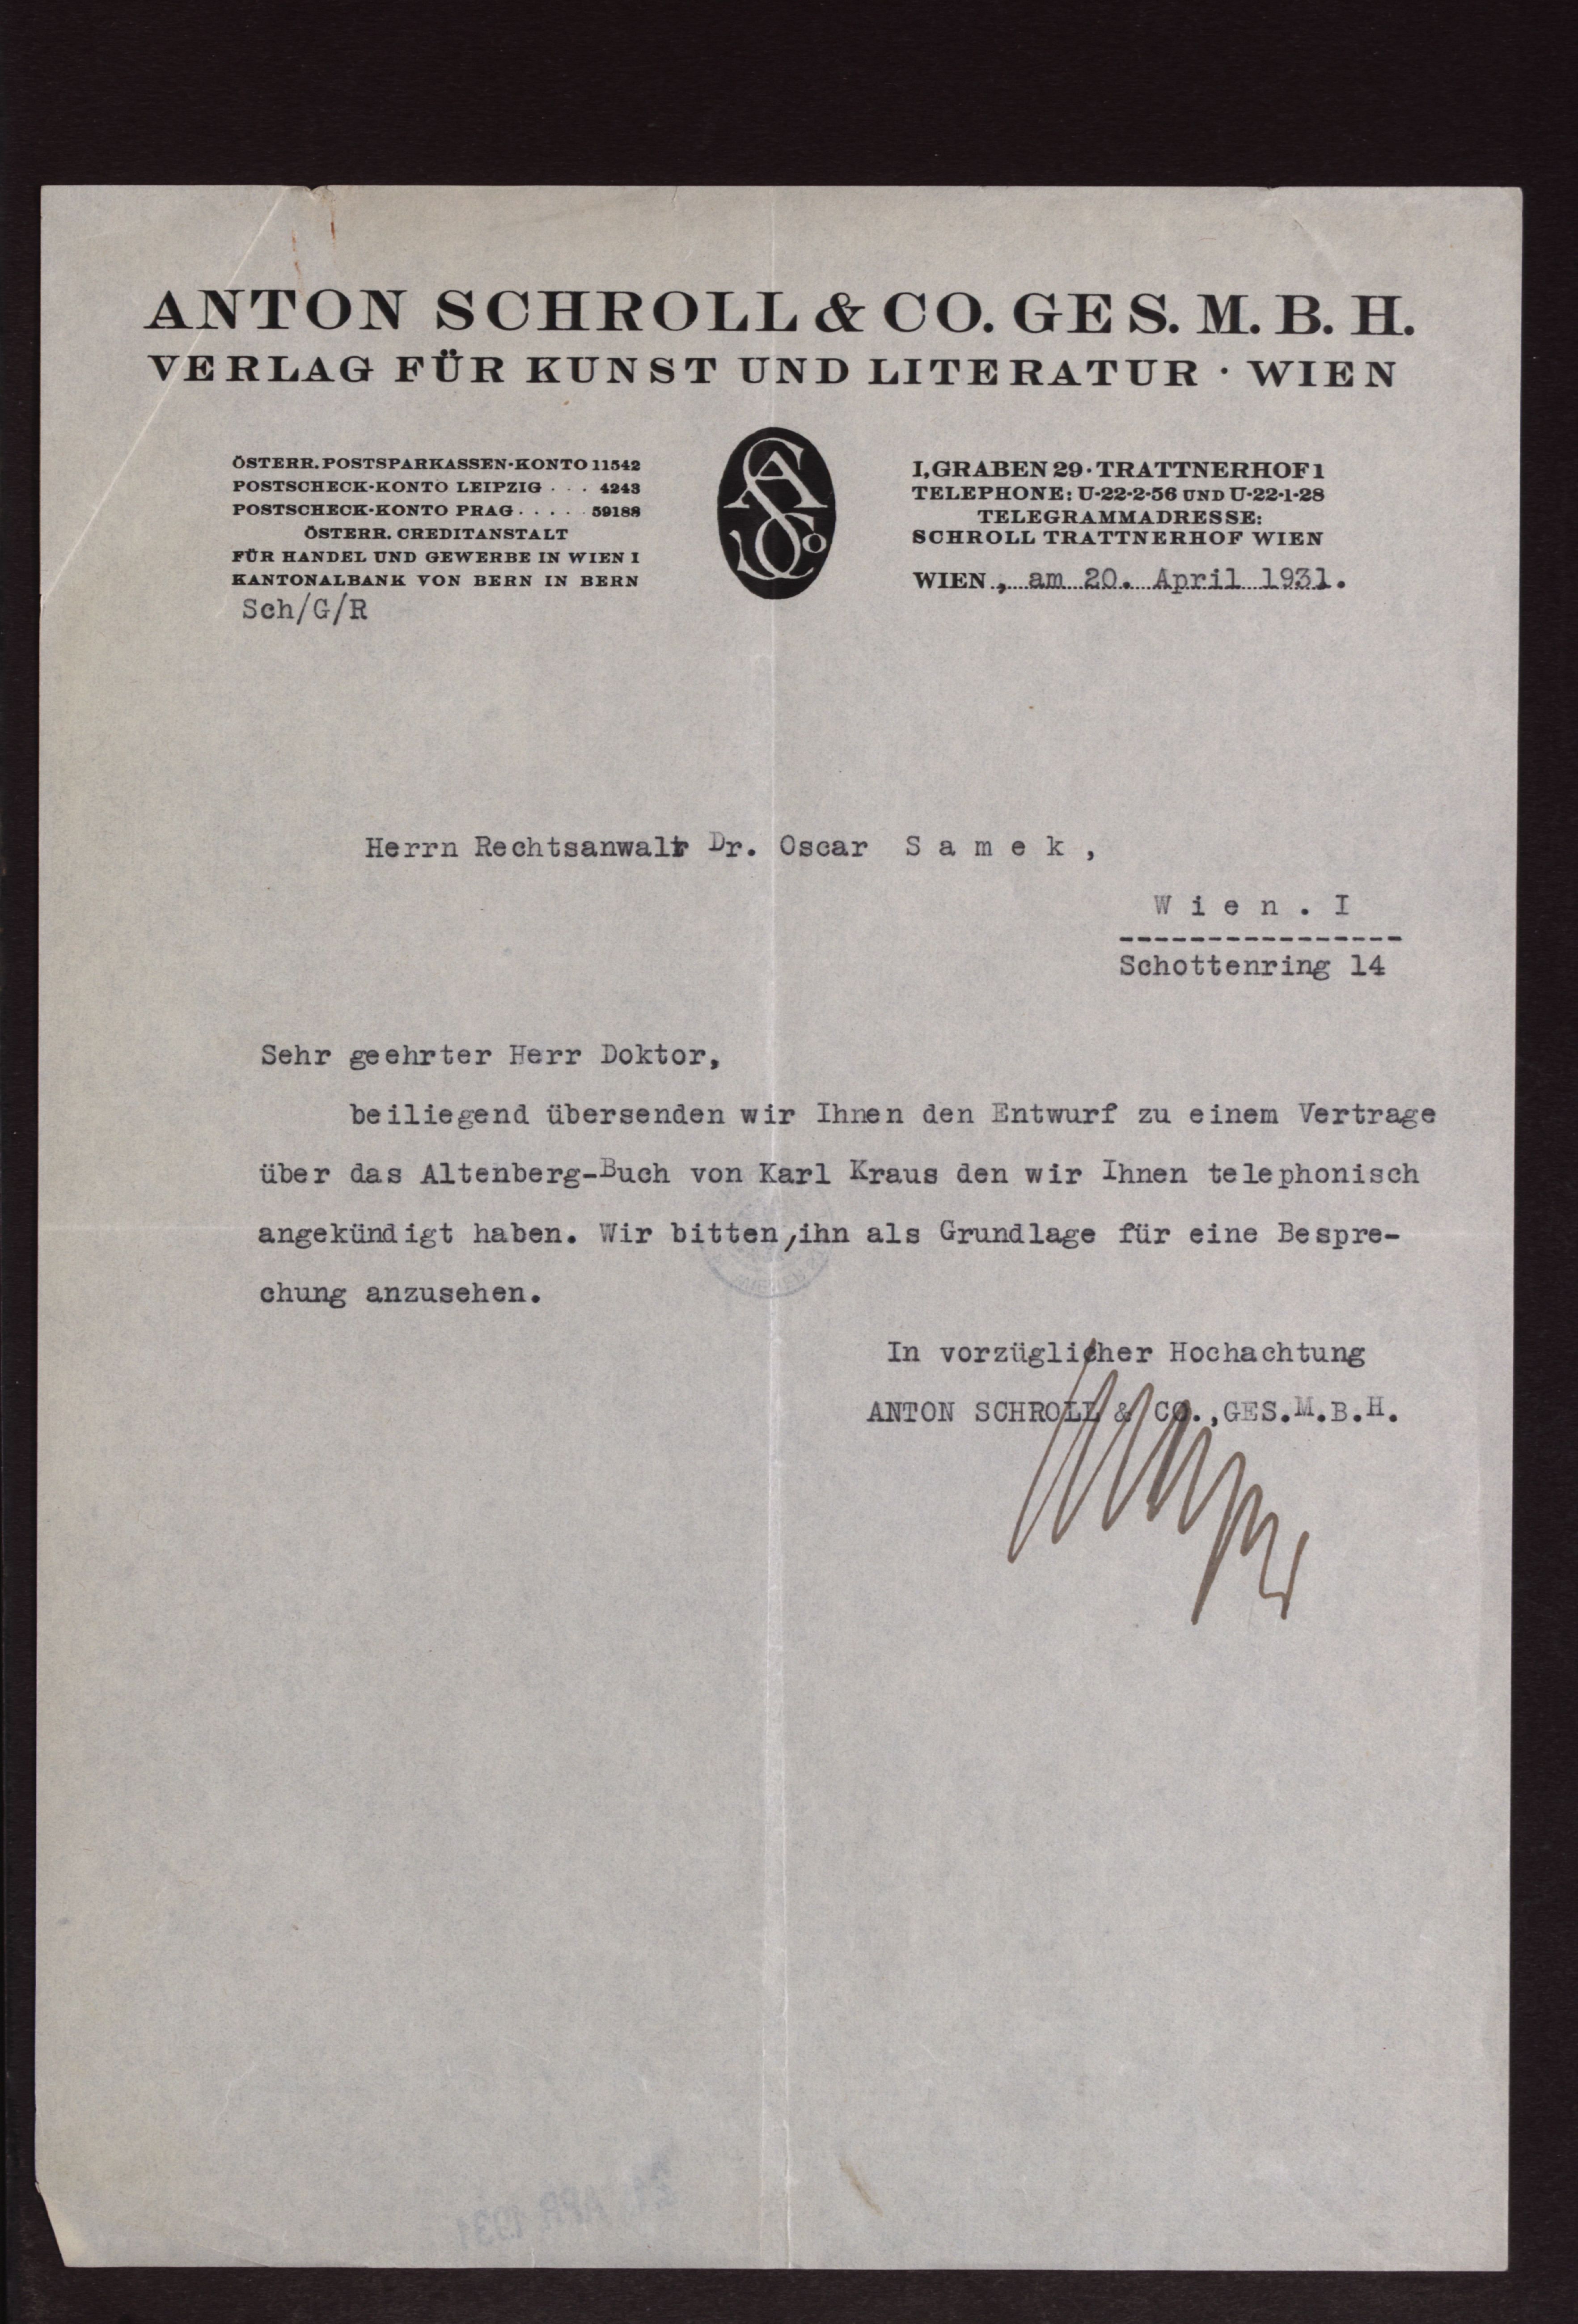 ANTON SCHROLL & CO. GES. M. B. H.
VERLAG FÜR KUNST UND LITERATUR · WIEN
ÖSTERR. POSTSPARKASSEN-KONTO 11542
POSTSCHECK-KONTO LEIPZIG . . . 4243
POSTSCHECK-KONTO PRAG . . . . . 59188
ÖSTERR. CREDITANSTALT
FÜR HANDEL UND GEWERBE IN WIEN I
KANTONALBANK VON BERN IN BERN
Sch/G/R
I, GRABEN 29 · TRATTNERHOF 1
TELEPHONE: U-22-2-56 UND U-22-1-28
TELEGRAMMADRESSE:
SCHROLL TRATTNERHOF WIEN
WIEN, am 20. April 1931.
Herrn Rechtsanwalt Dr. Oscar S a m e k ,
W i e n . I
----------------
Schottenring 14
Sehr geehrter Herr Doktor,
beiliegend übersenden wir Ihnen den Entwurf zu einem Vertrage
über das Altenberg-Buch von Karl Kraus den wir Ihnen telephonisch
angekündigt haben. Wir bitten, ihn als Grundlage für eine Bespre-
chung anzusehen.
In vorzüglicher Hochachtung
ANTON SCHROLL & CO.,GES.M.B.H.
APR 1931